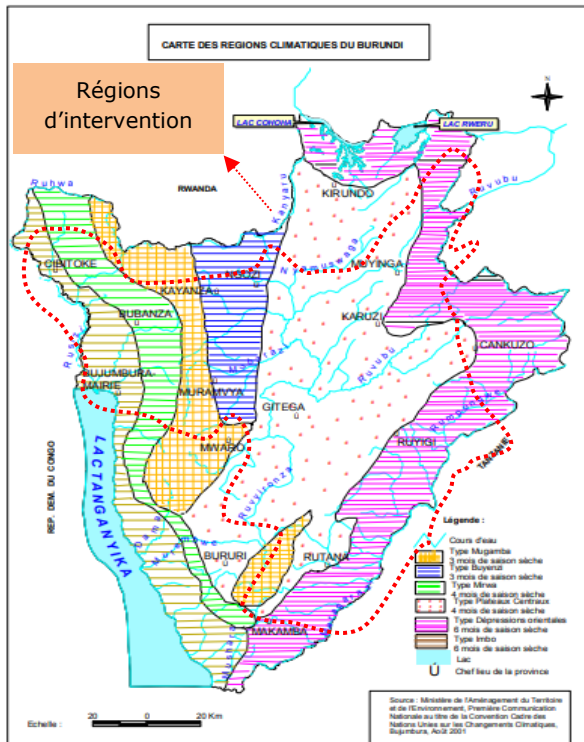 CARTE DES REGIONS CLIMATIQUES DU BURUNDI
Régions
d'intervention
N
LAC COHOHA
LAC RWERU
RWANDA
Ruhwa
Kanyaru
KIRUNDO
Ruvubu
Nyamuswaga
CIBITOKE
NGOZI
MUYINGA
KAYANZA
BUBANZA
KARUZI
CANKUZO
Ruvubu
BUJUMBURA
MAIRIE
MURAMVYA
GITEGA
MWARO
RUYIGI
TANZANIE
REP. DEM. DU CONGO
LAC TANGANYIKA
Ruvyironza
Murembwe
BURURI
RUTANA
MAKAMBA
Légende :
Cours d'eau
Type Mugamba
3 mois de saison sèche
Type Buyenzi
3 mois de saison sèche
Type Mirwa
4 mois de saison sèche
Type Plateaux Centraux
4 mois de saison sèche
Type Dépressions orientales
6 mois de saison sèche
Type Imbo
6 mois de saison sèche
Lac
Chef lieu de la province
Echelle :
20 0 20 Km
Source : Ministère de l'Aménagement du Territoire
et de l'Environnement, Première Communication
Nationale au titre de la Convention Cadre des
Nations Unies sur les Changements Climatiques,
Bujumbura, Août 2001